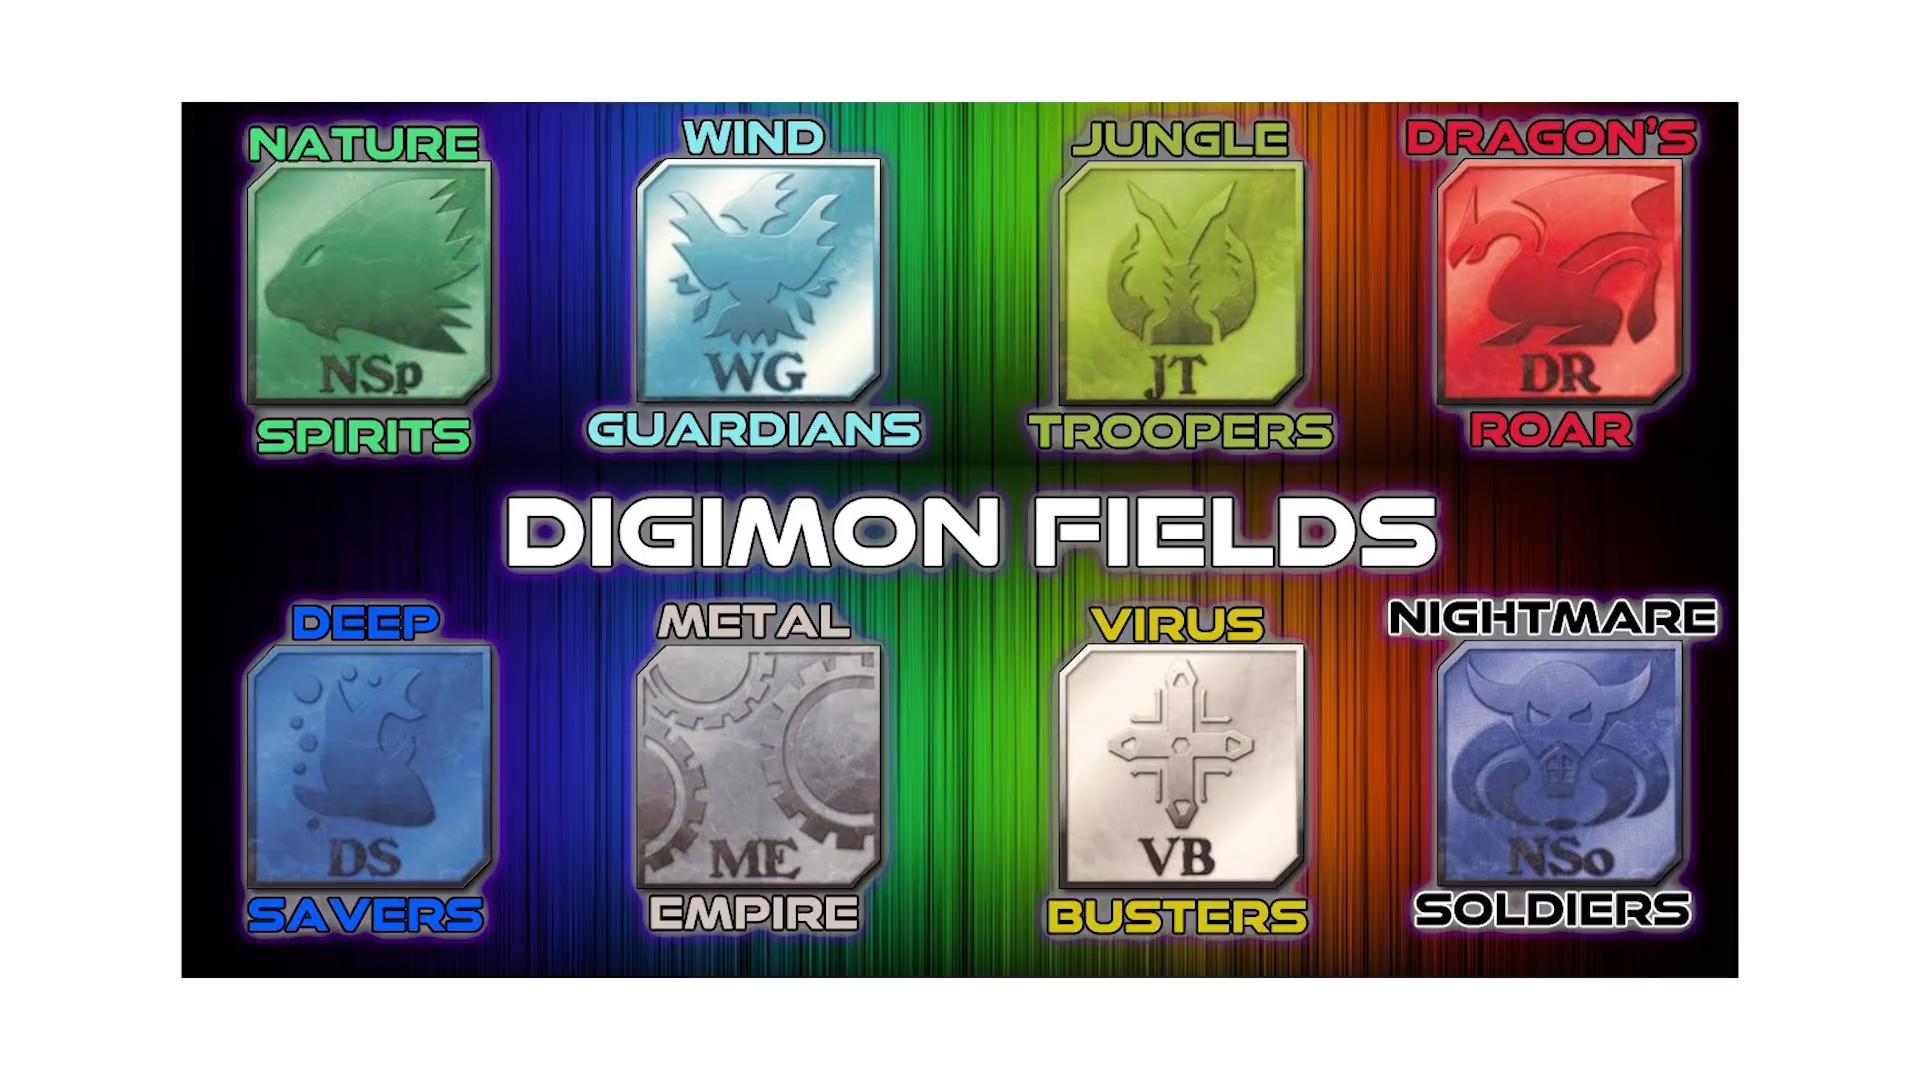 NATURE
NSp
SPIRITS
WIND
WG
GUARDIANS
JUNGLE
JT
TROOPERS
DRAGON'S
DR
ROAR
DIGIMON FIELDS
DEEP
DS
SAVERS
METAL
ME
EMPIRE
VIRUS
VB
BUSTERS
NIGHTMARE
NSo
SOLDIERS